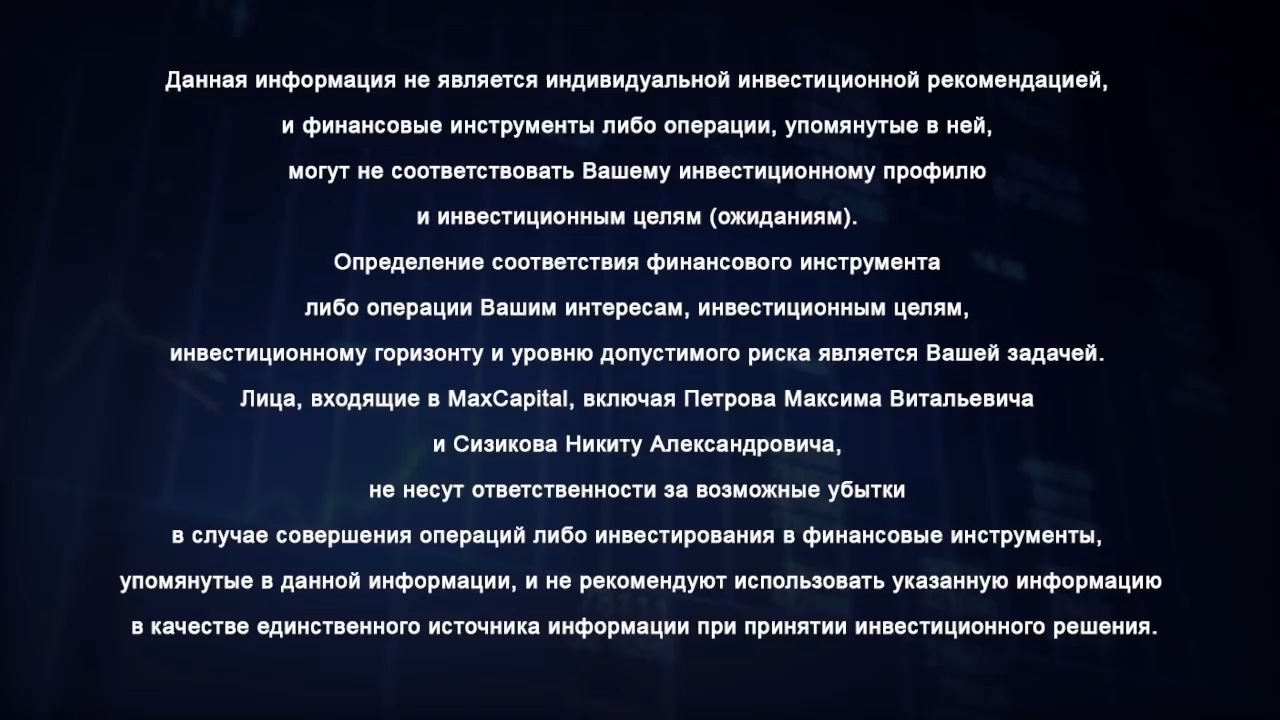 Данная информация не является индивидуальной инвестиционной рекомендацией,
и финансовые инструменты либо операции, упомянутые в ней,
могут не соответствовать Вашему инвестиционному профилю
и инвестиционным целям (ожиданиям).
Определение соответствия финансового инструмента
либо операции Вашим интересам, инвестиционным целям,
инвестиционному горизонту и уровню допустимого риска является Вашей задачей.
Лица, входящие в MaxCapital, включая Петрова Максима Витальевича
и Сизикова Никиту Александровича,
не несут ответственности за возможные убытки
в случае совершения операций либо инвестирования в финансовые инструменты,
упомянутые в данной информации, и не рекомендуют использовать указанную информацию
в качестве единственного источника информации при принятии инвестиционного решения.